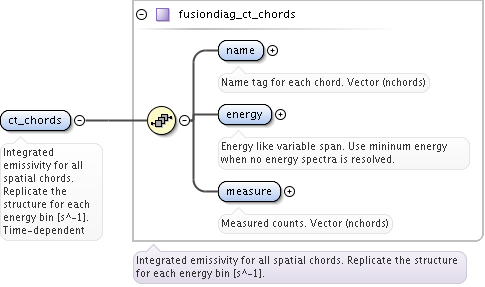 fusiondiag_ct_chords
name
Name tag for each chord. Vector (nchords)
energy
Energy like variable span. Use mininum energy
when no energy spectra is resolved.
measure
Measured counts. Vector (nchords)
ct_chords
Integrated
emissivity for all
spatial chords.
Replicate the
structure for each
energy bin [s^-1].
Time-dependent
Integrated emissivity for all spatial chords. Replicate the structure
for each energy bin [s^-1].